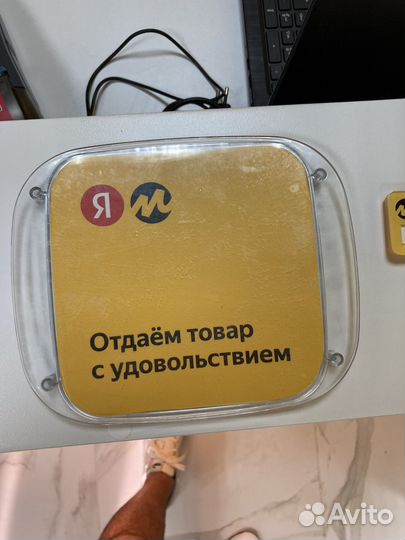 Я м
Отдаём товар
с удовольствием
Avito